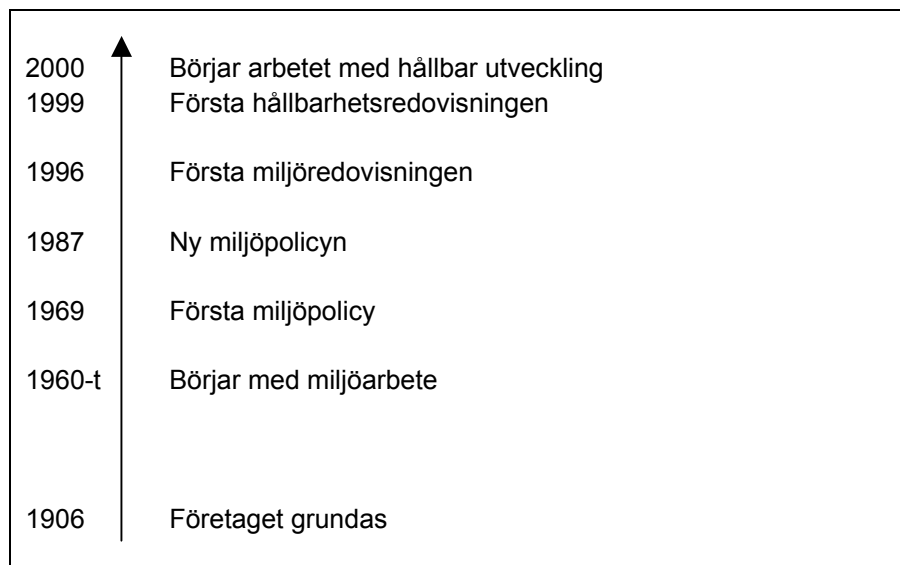 2000 Börjar arbetet med hållbar utveckling
1999 Första hållbarhetsredovisningen
1996 Första miljöredovisningen
1987 Ny miljöpolicyn
1969 Första miljöpolicy
1960-t Börjar med miljöarbete
1906 Företaget grundas